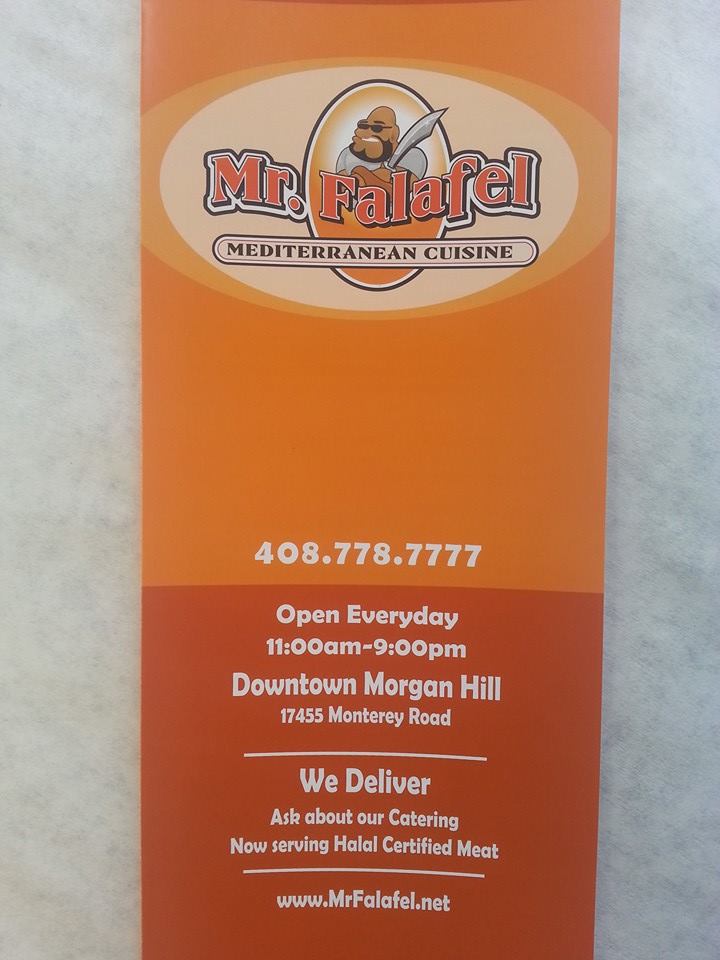 Mr. Falafel
MEDITERRANEAN CUISINE
408.778.7777
Open Everyday
11:00am-9:00pm
Downtown Morgan Hill
17455 Monterey Road
We Deliver
Ask about our Catering
Now serving Halal Certified Meat
www.MrFalafel.net